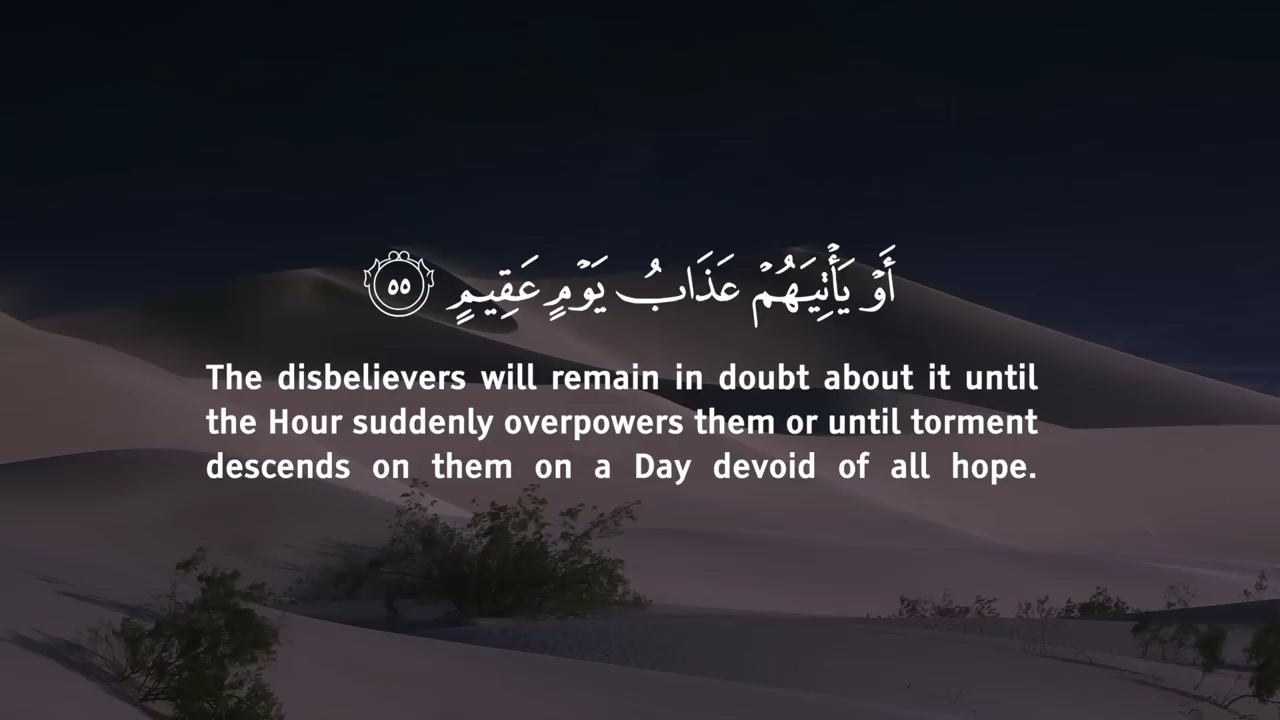 أَوۡ يَأۡتِيَهُمۡ عَذَابُ يَوۡمٍ عَقِيمٍ ٥٥
The disbelievers will remain in doubt about it until
the Hour suddenly overpowers them or until torment
descends on them on a Day devoid of all hope.